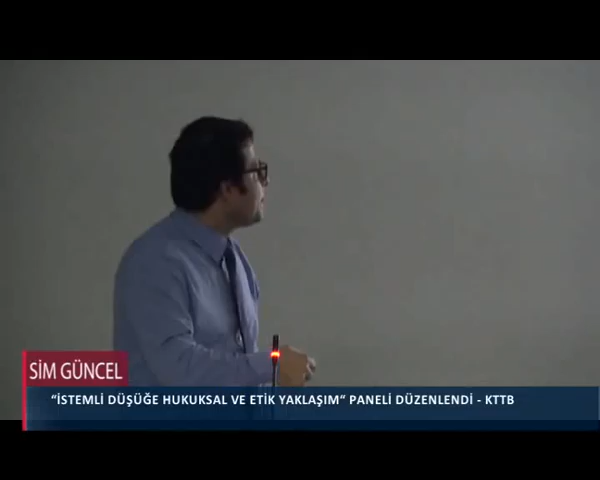 SİM GÜNCEL
“İSTEMLİ DÜŞÜĞE HUKUKSAL VE ETİK YAKLAŞIM“ PANELİ DÜZENLENDİ - KTTB